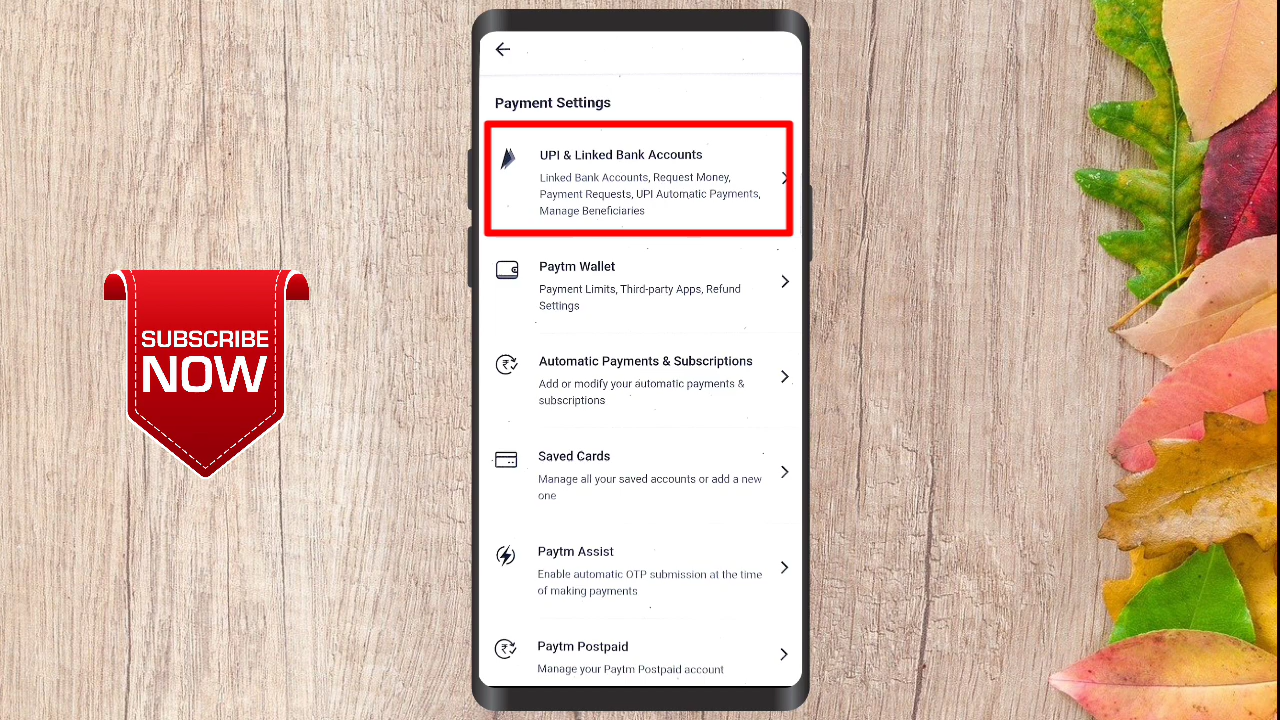 Payment Settings
UPI & Linked Bank Accounts
Linked Bank Accounts, Request Money,
Payment Requests, UPI Automatic Payments,
Manage Beneficiaries
Paytm Wallet
Payment Limits, Third-party Apps, Refund
Settings
Automatic Payments & Subscriptions
Add or modify your automatic payments &
subscriptions
Saved Cards
Manage all your saved accounts or add a new
one
Paytm Assist
Enable automatic OTP submission at the time
of making payments
Paytm Postpaid
Manage your Paytm Postpaid account
SUBSCRIBE
NOW